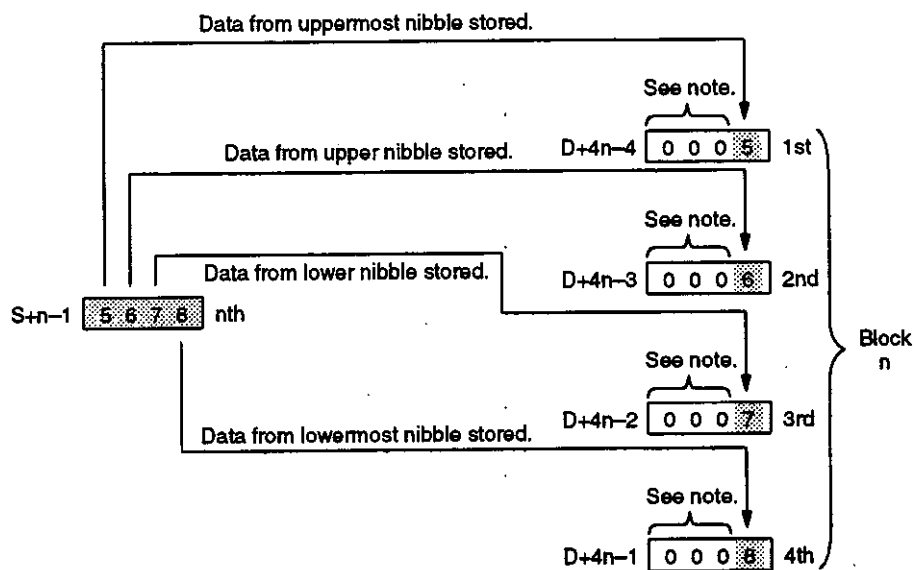 Data from uppermost nibble stored.
See note.
D+4n–4 0 0 0 5 1st
Data from upper nibble stored.
See note.
D+4n–3 0 0 0 6 2nd
Data from lower nibble stored.
S+n–1 5 6 7 8 nth
Block
n
See note.
D+4n–2 0 0 0 7 3rd
Data from lowermost nibble stored.
See note.
D+4n–1 0 0 0 8 4th